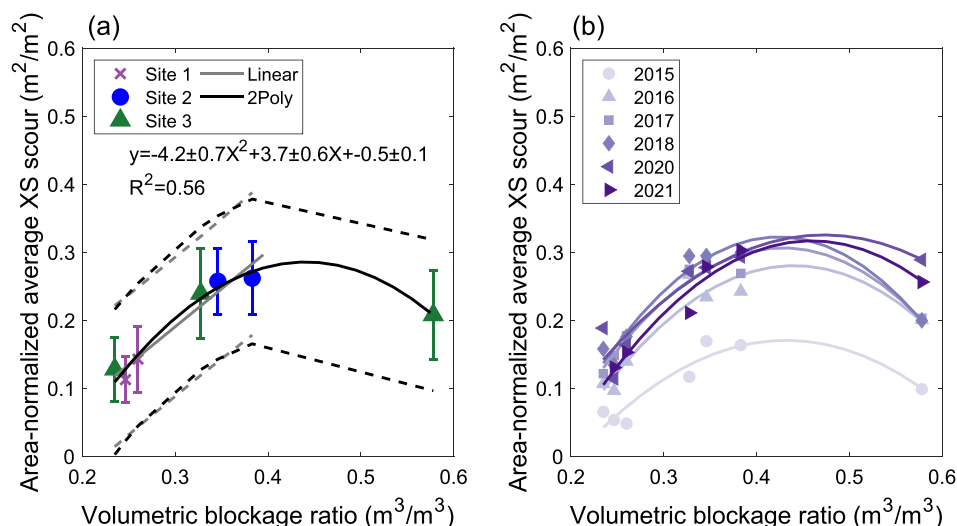 (a)
Area-normalized average XS scour (m²/m²)
0.6
0.5
0.4
0.3
0.2
0.1
0
Site 1 Linear
Site 2 2Poly
Site 3
y=-4.2±0.7X²+3.7±0.6X+-0.5±0.1
R²=0.56
0.2 0.3 0.4 0.5 0.6
Volumetric blockage ratio (m³/m³)
(b)
Area-normalized average XS scour (m²/m²)
0.6
0.5
0.4
0.3
0.2
0.1
0
2015
2016
2017
2018
2020
2021
0.2 0.3 0.4 0.5 0.6
Volumetric blockage ratio (m³/m³)